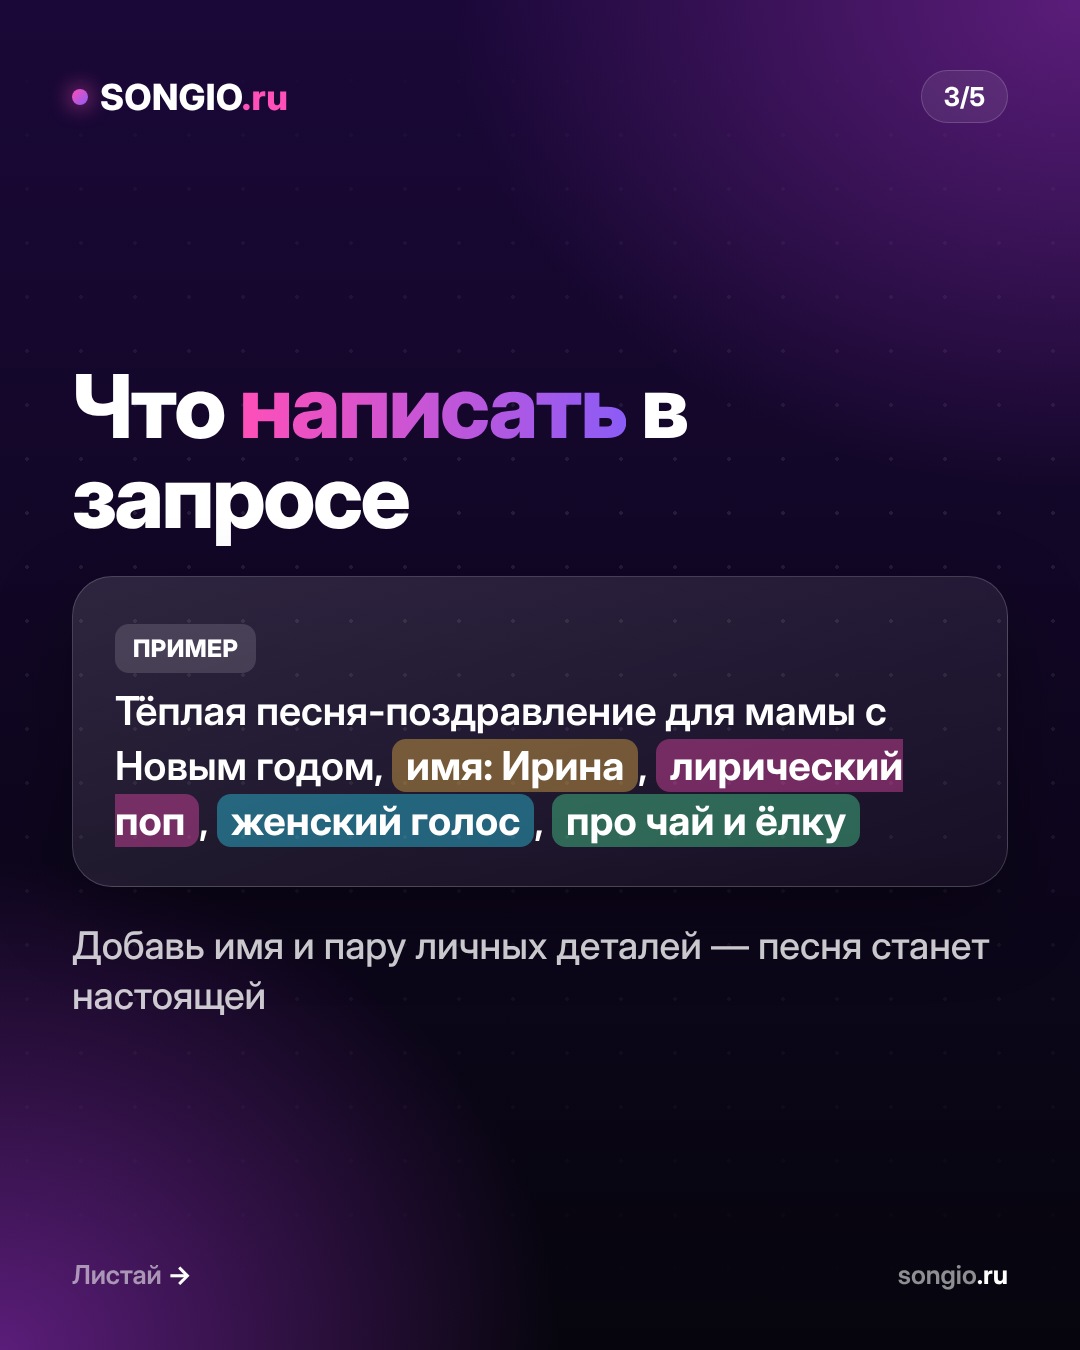 SONGIO.ru
3/5
Что написать в
запросе
ПРИМЕР
Тёплая песня-поздравление для мамы с
Новым годом, имя: Ирина, лирический
поп, женский голос, про чай и ёлку
Добавь имя и пару личных деталей — песня станет
настоящей
Листай →
songio.ru